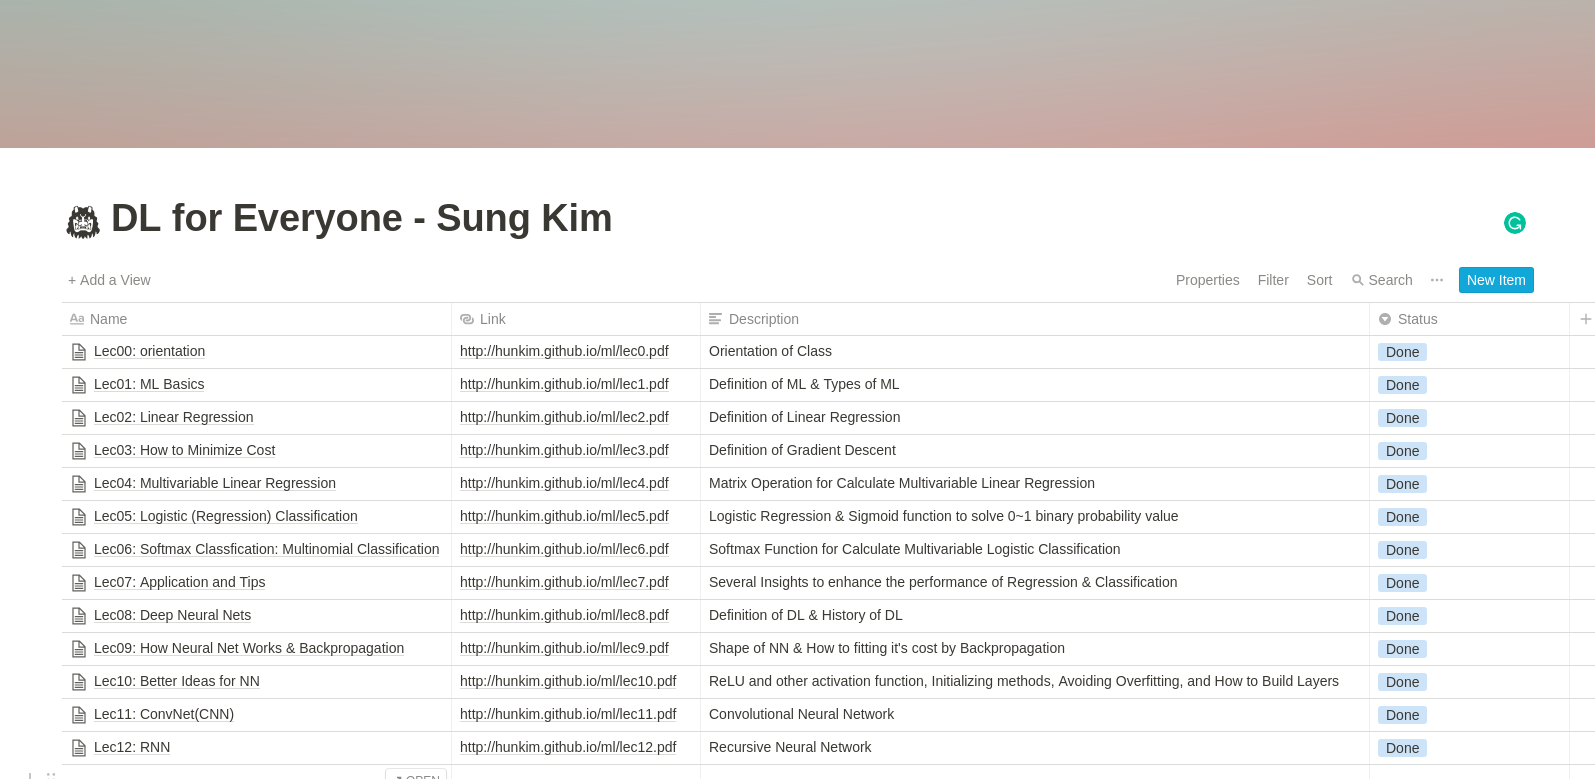 DL for Everyone - Sung Kim
+ Add a View Properties Filter Sort Search New Item
Aa Name Link Description Status
Lec00: orientation http://hunkim.github.io/ml/lec0.pdf Orientation of Class Done
Lec01: ML Basics http://hunkim.github.io/ml/lec1.pdf Definition of ML & Types of ML Done
Lec02: Linear Regression http://hunkim.github.io/ml/lec2.pdf Definition of Linear Regression Done
Lec03: How to Minimize Cost http://hunkim.github.io/ml/lec3.pdf Definition of Gradient Descent Done
Lec04: Multivariable Linear Regression http://hunkim.github.io/ml/lec4.pdf Matrix Operation for Calculate Multivariable Linear Regression Done
Lec05: Logistic (Regression) Classification http://hunkim.github.io/ml/lec5.pdf Logistic Regression & Sigmoid function to solve 0~1 binary probability value Done
Lec06: Softmax Classfication: Multinomial Classification http://hunkim.github.io/ml/lec6.pdf Softmax Function for Calculate Multivariable Logistic Classification Done
Lec07: Application and Tips http://hunkim.github.io/ml/lec7.pdf Several Insights to enhance the performance of Regression & Classification Done
Lec08: Deep Neural Nets http://hunkim.github.io/ml/lec8.pdf Definition of DL & History of DL Done
Lec09: How Neural Net Works & Backpropagation http://hunkim.github.io/ml/lec9.pdf Shape of NN & How to fitting it's cost by Backpropagation Done
Lec10: Better Ideas for NN http://hunkim.github.io/ml/lec10.pdf ReLU and other activation function, Initializing methods, Avoiding Overfitting, and How to Build Layers Done
Lec11: ConvNet(CNN) http://hunkim.github.io/ml/lec11.pdf Convolutional Neural Network Done
Lec12: RNN http://hunkim.github.io/ml/lec12.pdf Recursive Neural Network Done
OPEN